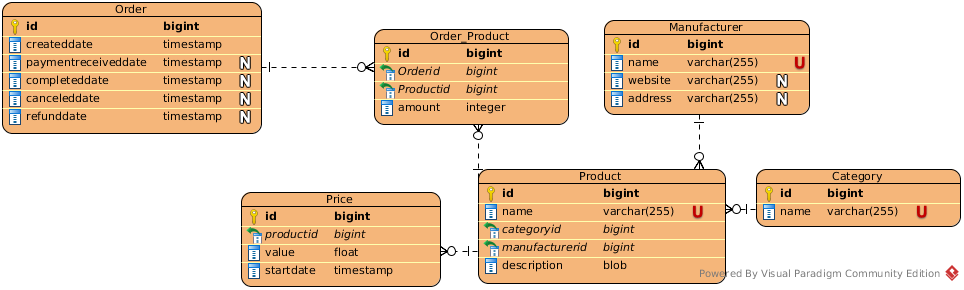 Order
id bigint
createddate timestamp
paymentreceiveddate timestamp N
completeddate timestamp N
canceleddate timestamp N
refunddate timestamp N
Order_Product
id bigint
Orderid bigint
Productid bigint
amount integer
Manufacturer
id bigint
name varchar(255) U
website varchar(255) N
address varchar(255) N
Price
id bigint
productid bigint
value float
startdate timestamp
Product
id bigint
name varchar(255) U
categoryid bigint
manufacturerid bigint
description blob
Category
id bigint
name varchar(255) U
Powered By Visual Paradigm Community Edition